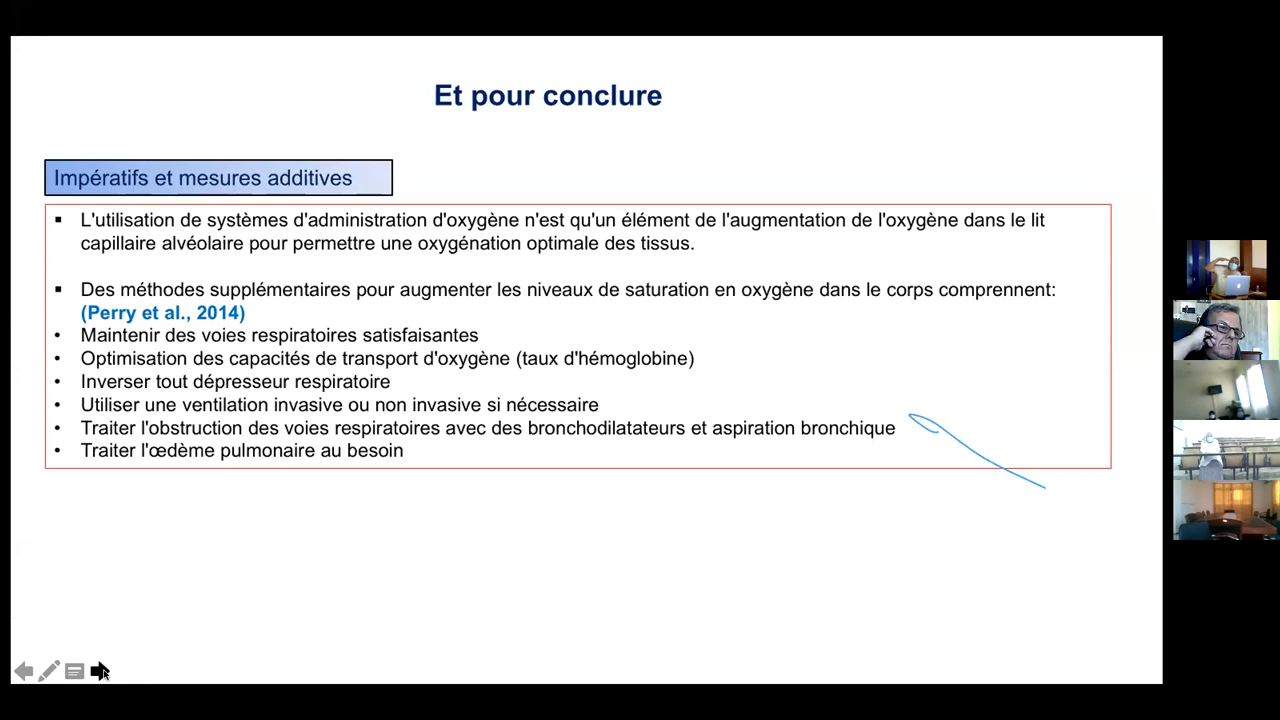 Et pour conclure
Impératifs et mesures additives
▪ L'utilisation de systèmes d'administration d'oxygène n'est qu'un élément de l'augmentation de l'oxygène dans le lit
capillaire alvéolaire pour permettre une oxygénation optimale des tissus.
▪ Des méthodes supplémentaires pour augmenter les niveaux de saturation en oxygène dans le corps comprennent:
(Perry et al., 2014)
• Maintenir des voies respiratoires satisfaisantes
• Optimisation des capacités de transport d'oxygène (taux d'hémoglobine)
• Inverser tout dépresseur respiratoire
• Utiliser une ventilation invasive ou non invasive si nécessaire
• Traiter l'obstruction des voies respiratoires avec des bronchodilatateurs et aspiration bronchique
• Traiter l'œdème pulmonaire au besoin